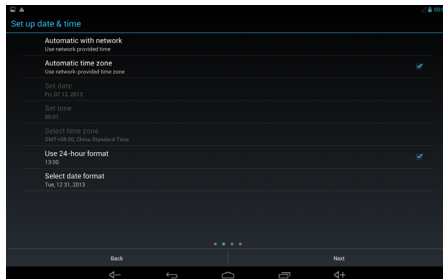 Set up date & time
Automatic with network
Use network provided time
Automatic time zone
Use network-provided time zone
Set date
Fri, 07 12, 2013
Set time
00:01
Select time zone
GMT+08:00, China Standard Time
Use 24-hour format
13:00
Select date format
Tue, 12 31, 2013
Back
Next